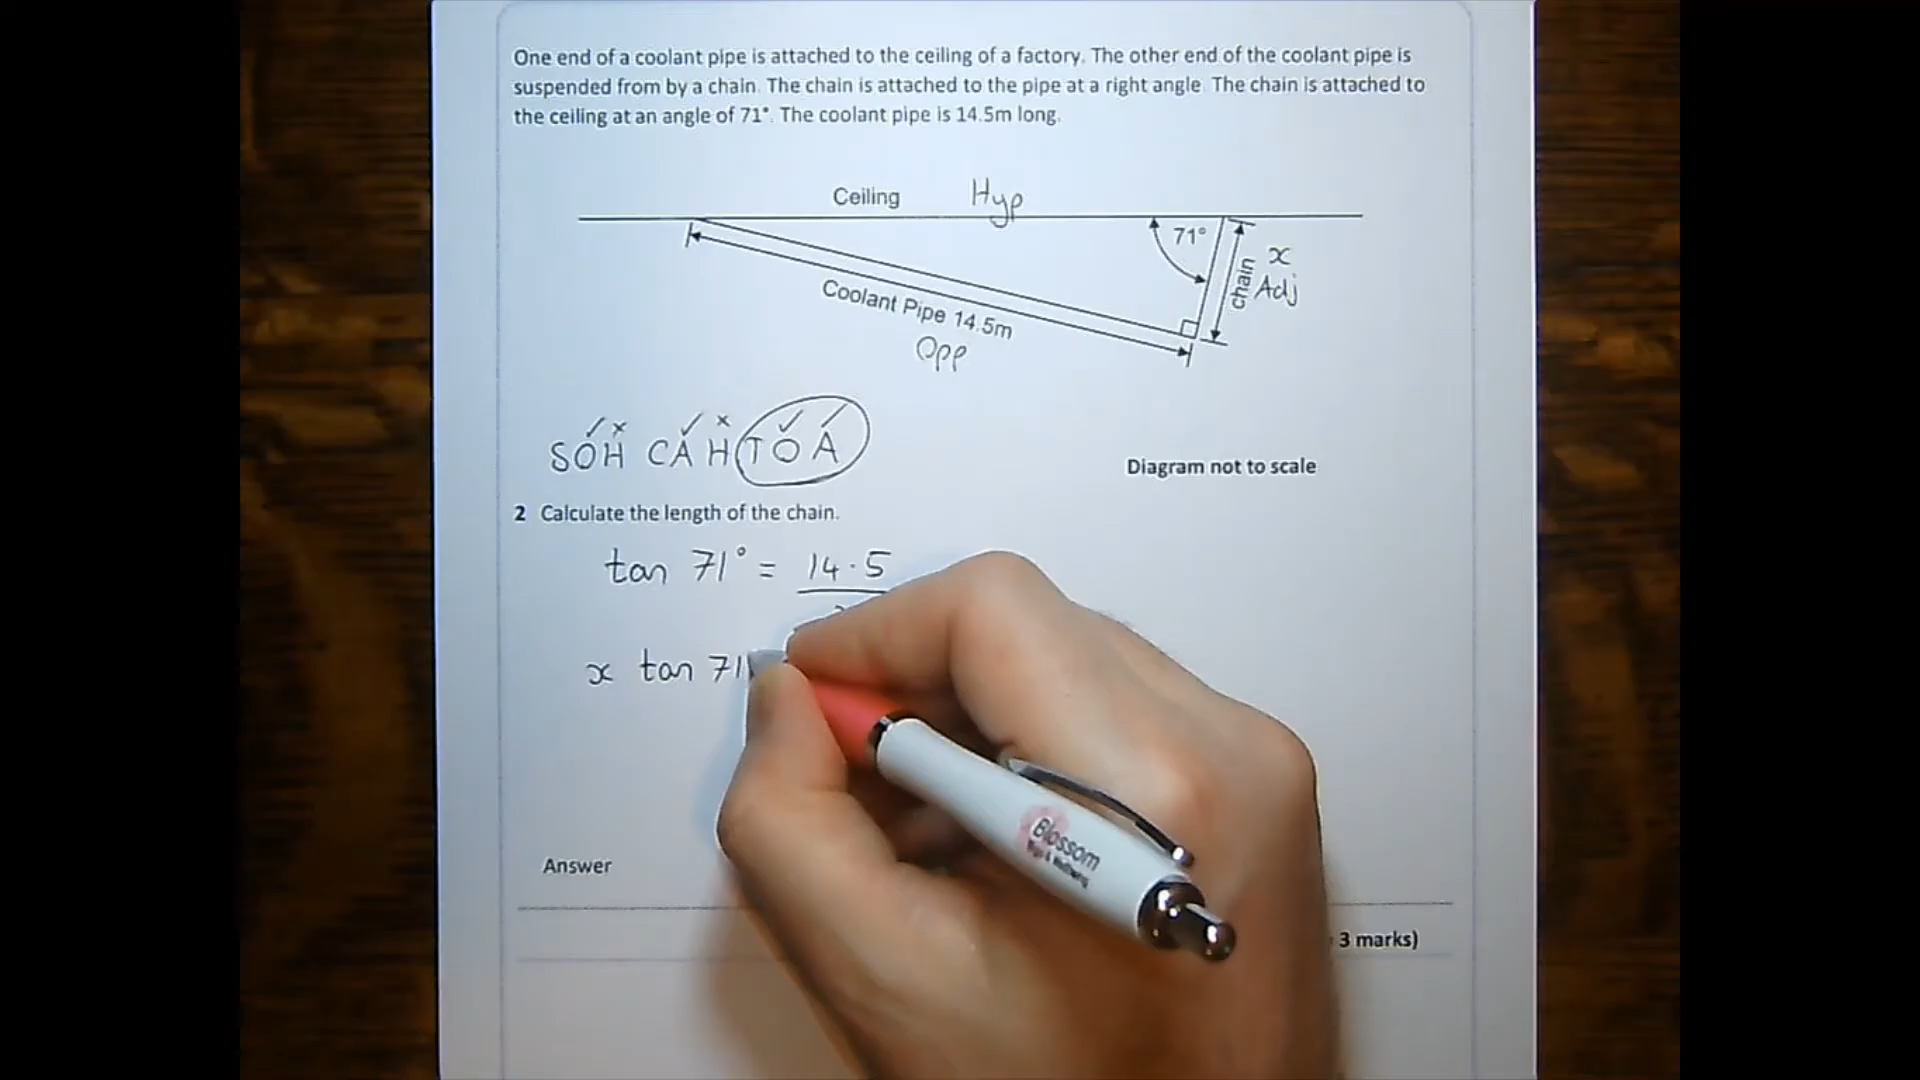 One end of a coolant pipe is attached to the ceiling of a factory. The other end of the coolant pipe is
suspended from by a chain. The chain is attached to the pipe at a right angle. The chain is attached to
the ceiling at an angle of 71°. The coolant pipe is 14.5m long.
Ceiling Hyp
71°
x
chain Adj
Coolant Pipe 14.5m
Opp
SOH CAH TOA
Diagram not to scale
2 Calculate the length of the chain.
tan 71° = 14·5
x tan 71
Blossom
Answer
3 marks)